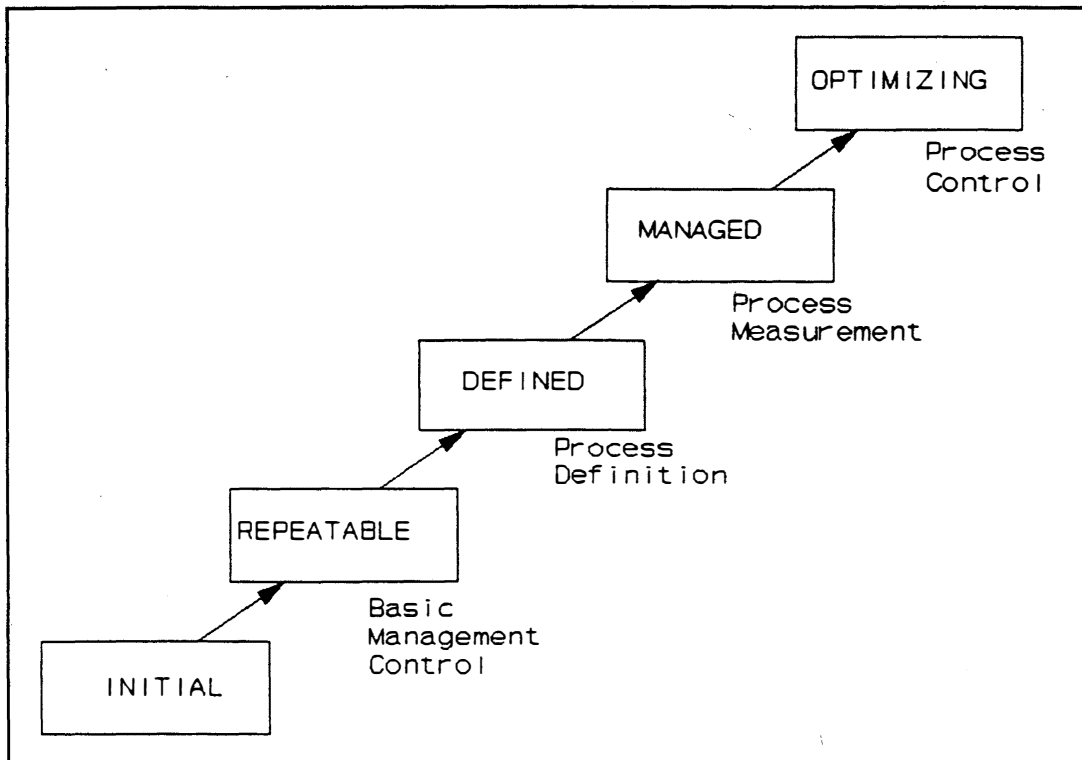 OPTIMIZING
Process
Control
MANAGED
Process
Measurement
DEFINED
Process
Definition
REPEATABLE
Basic
Management
Control
INITIAL